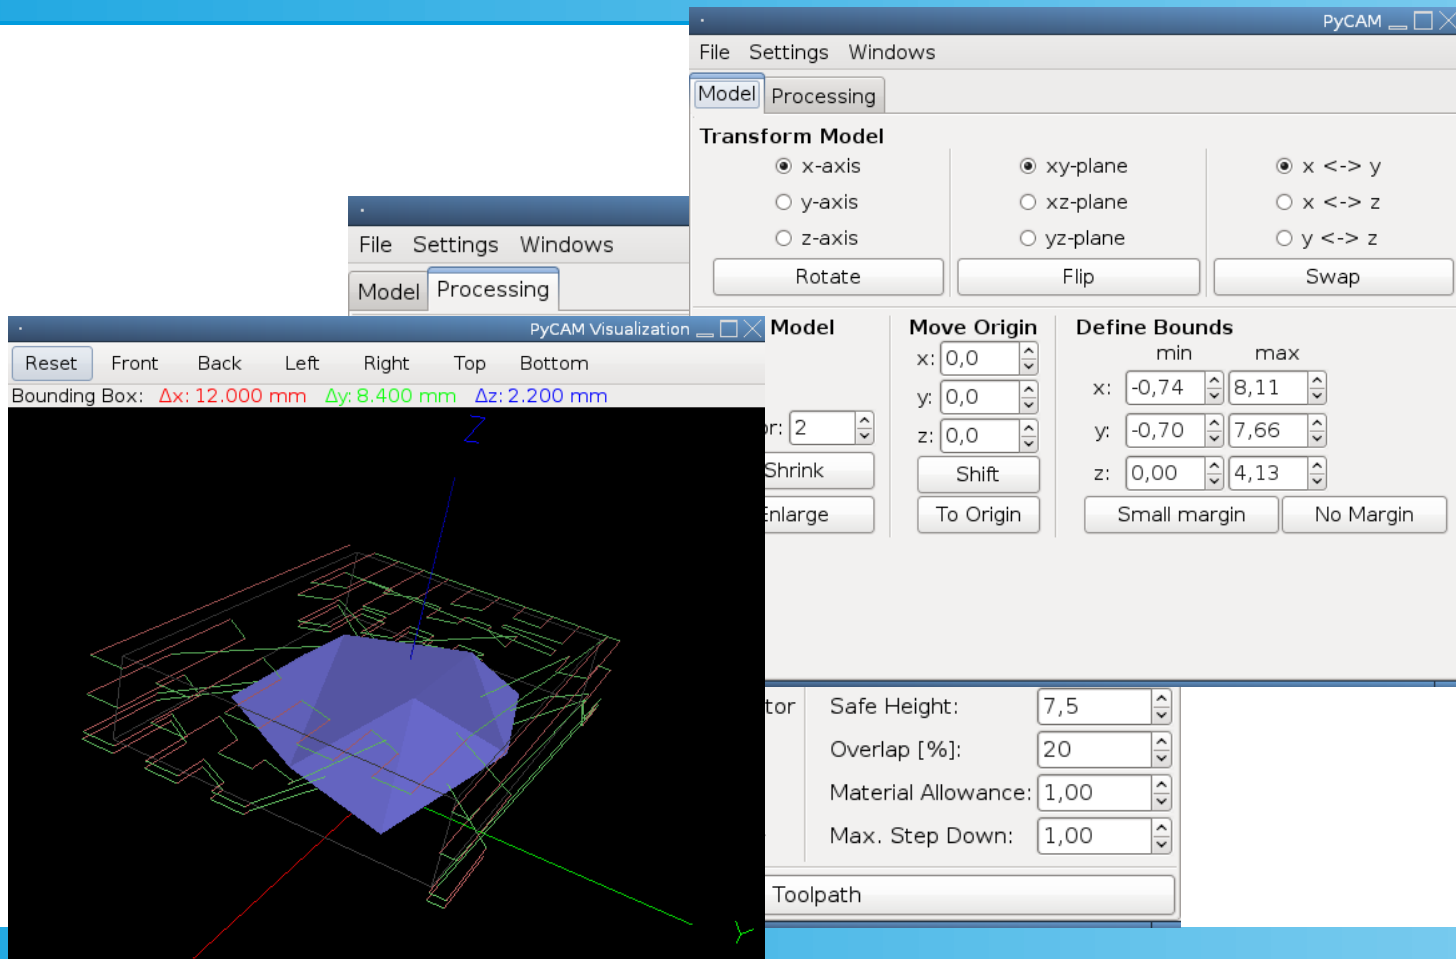 PyCAM
File Settings Windows
Model Processing
Transform Model
x-axis xy-plane x <-> y
y-axis xz-plane x <-> z
z-axis yz-plane y <-> z
Rotate Flip Swap
Model Move Origin Define Bounds
min max
x: 0,0 x: -0,74 8,11
y: 0,0 y: -0,70 7,66
r: 2 z: 0,0 z: 0,00 4,13
Shrink Shift
Enlarge To Origin Small margin No Margin
File Settings Windows
Model Processing
PyCAM Visualization
Reset Front Back Left Right Top Bottom
Bounding Box: Δx: 12.000 mm Δy: 8.400 mm Δz: 2.200 mm
Z
Y
tor Safe Height: 7,5
Overlap [%]: 20
Material Allowance: 1,00
Max. Step Down: 1,00
Toolpath